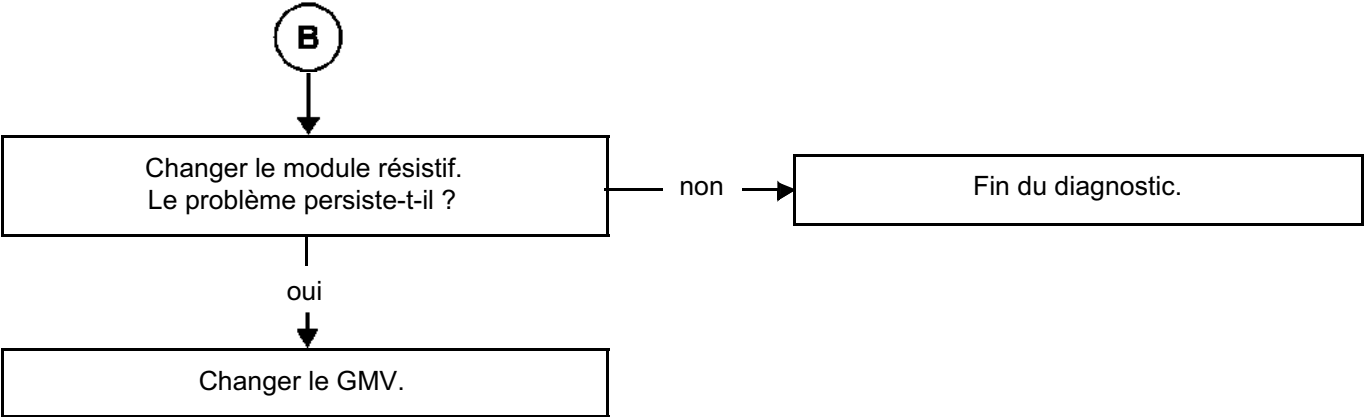 B
Changer le module résistif.
Le problème persiste-t-il ?
non
Fin du diagnostic.
oui
Changer le GMV.